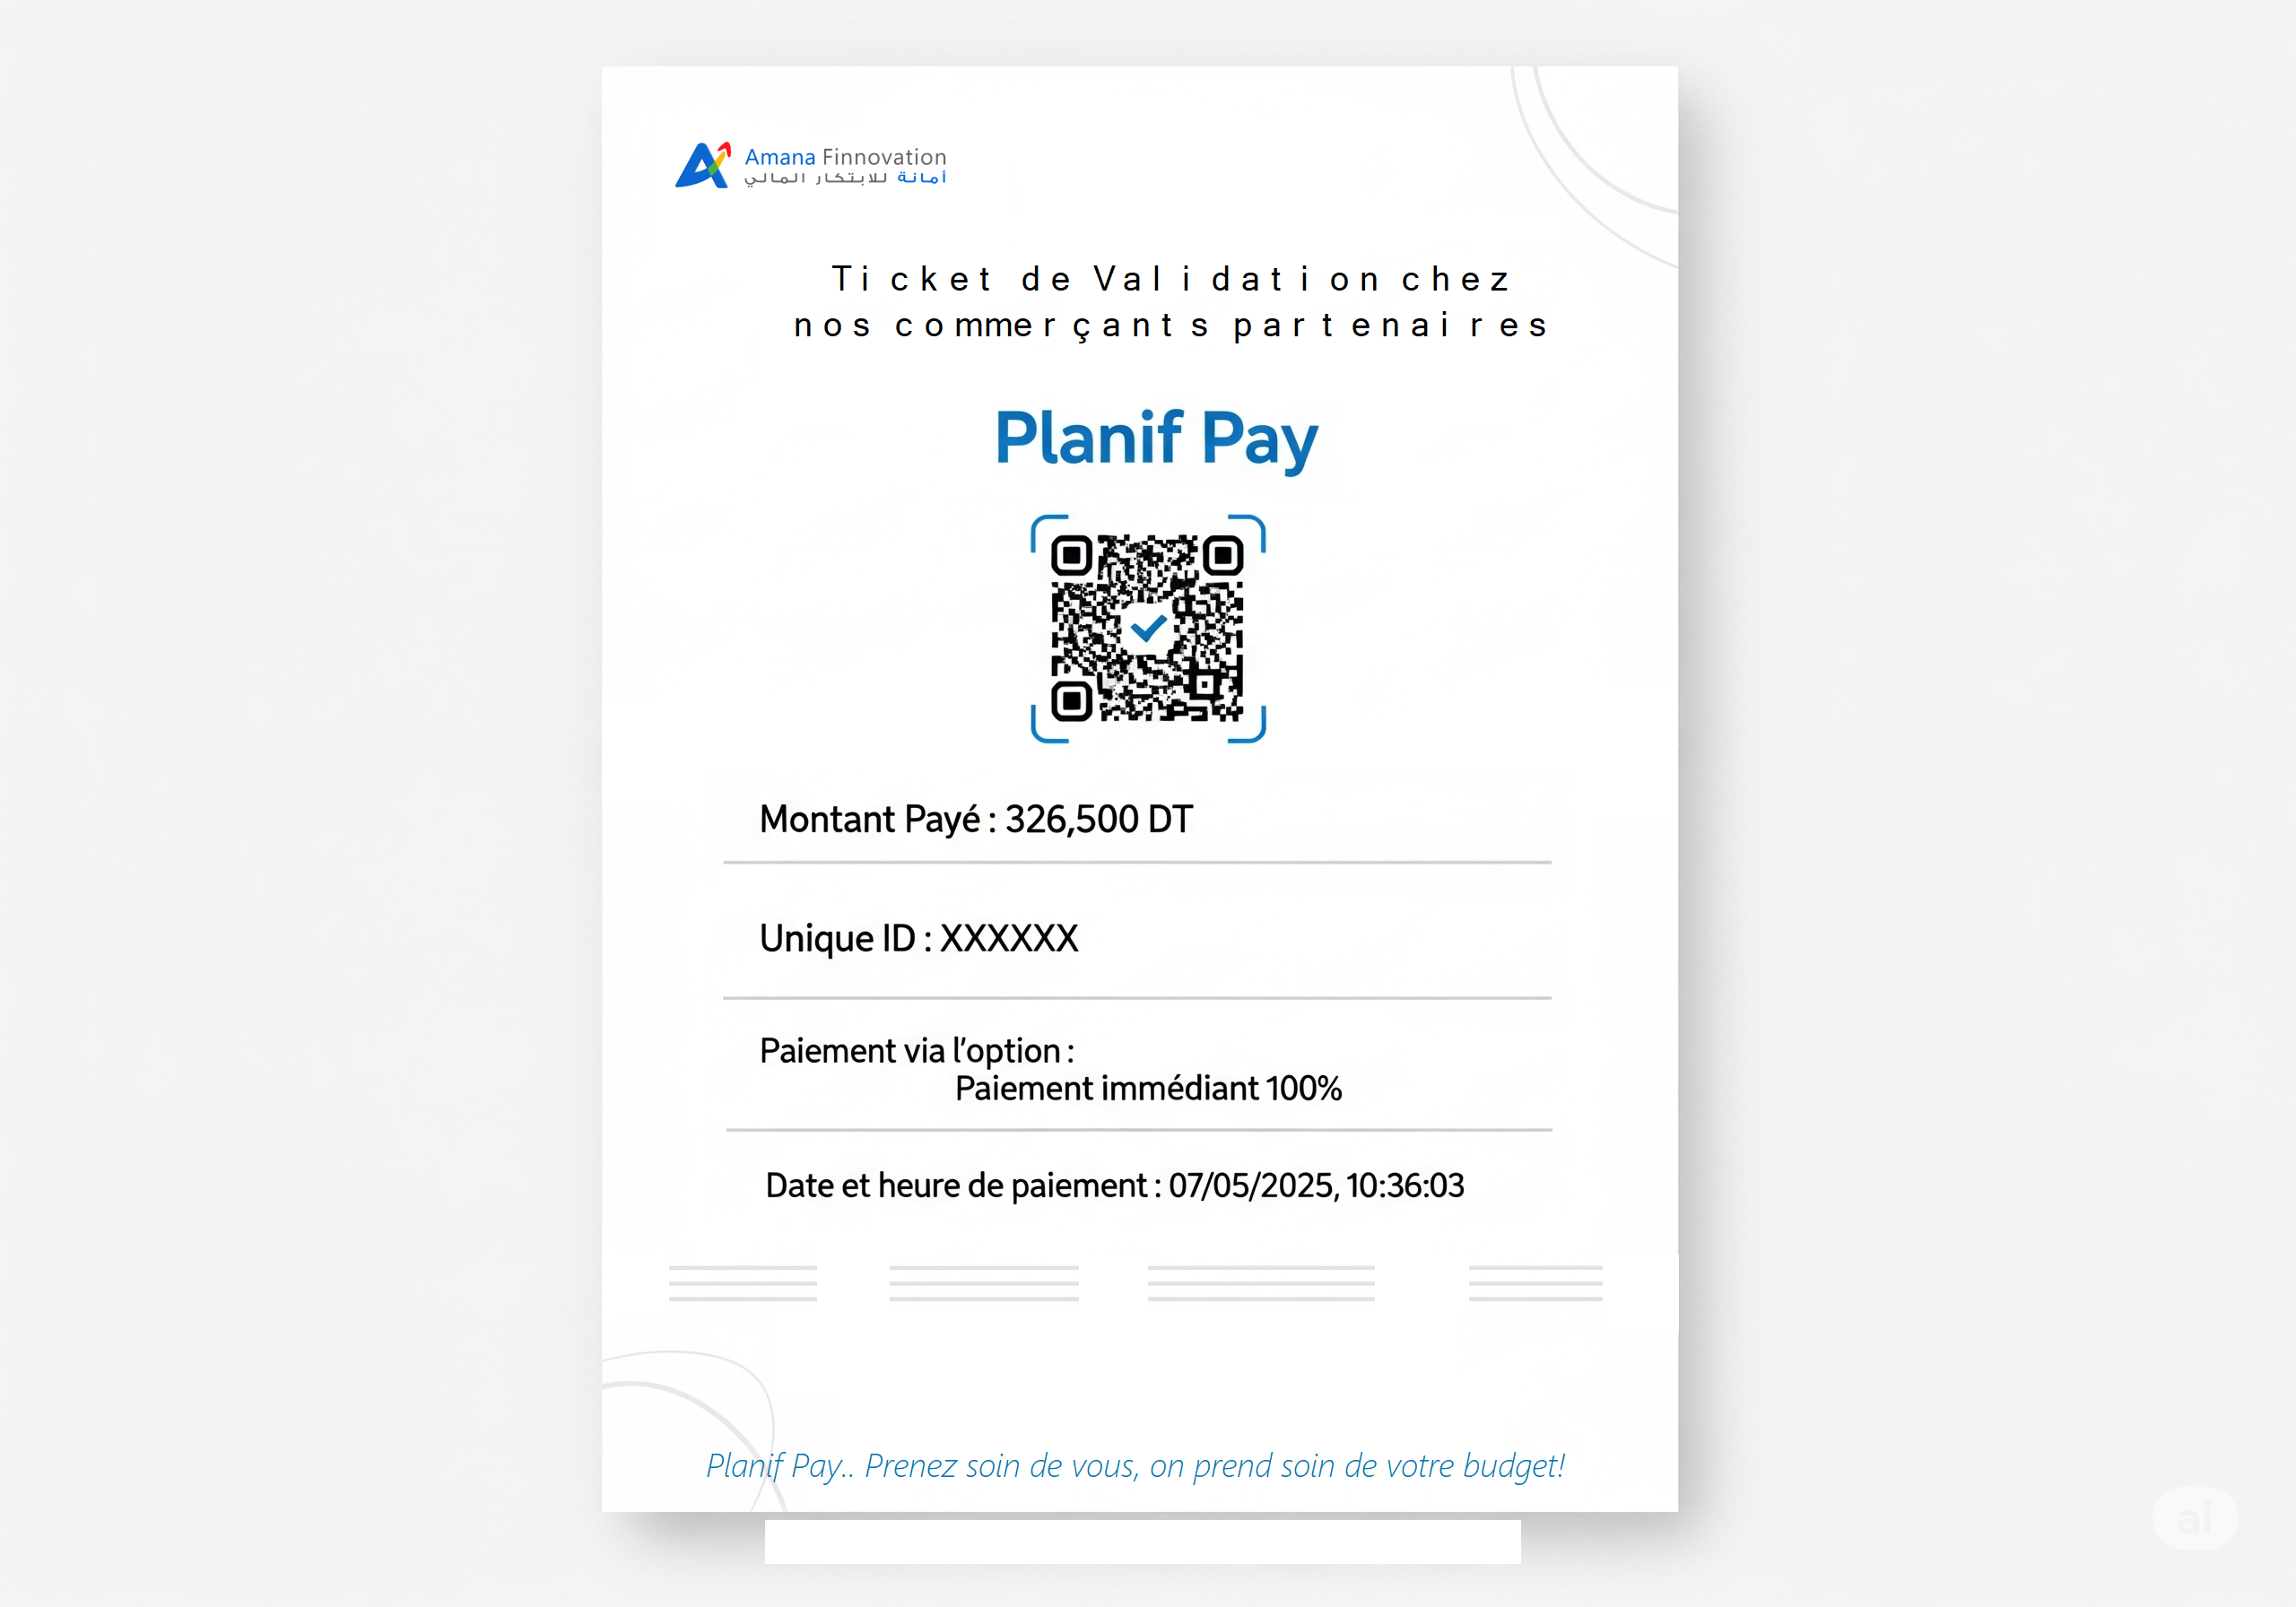 Amana Finnovation
أمانة للابتكار المالي
Ticket de Validation chez
nos commerçants partenaires
Planif Pay
Montant Payé : 326,500 DT
Unique ID : XXXXXX
Paiement via l'option :
Paiement immédiant 100%
Date et heure de paiement : 07/05/2025, 10:36:03
Planif Pay.. Prenez soin de vous, on prend soin de votre budget!
ai